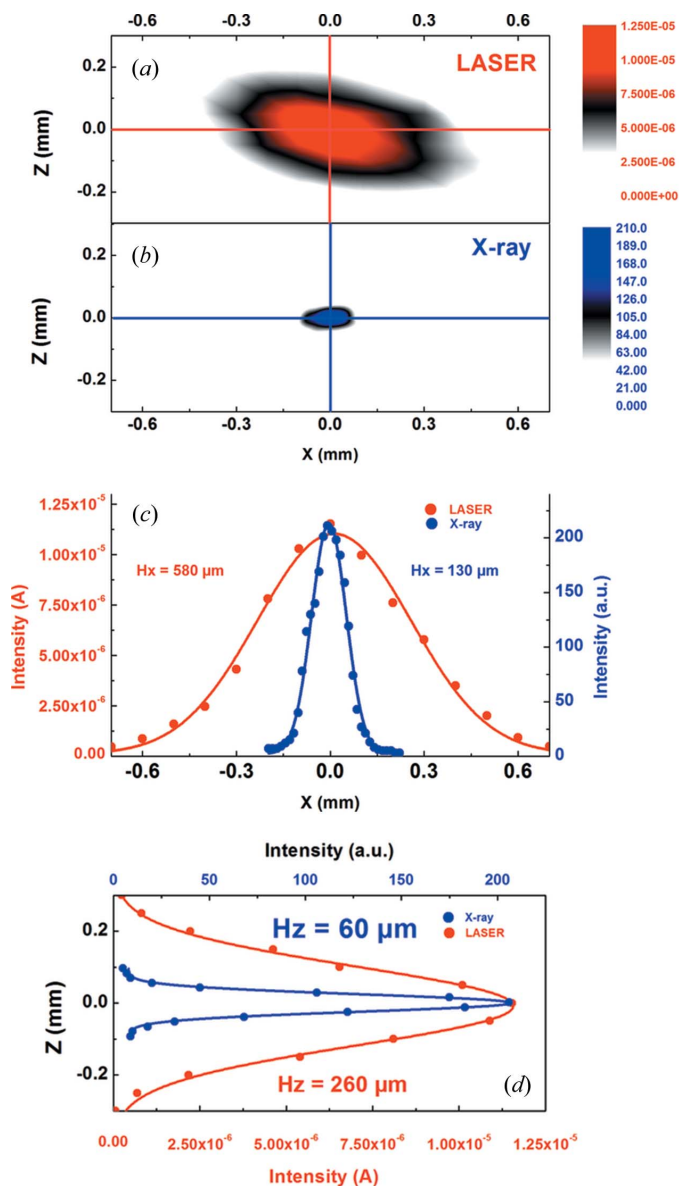 -0.6 -0.3 0.0 0.3 0.6
(a) LASER
Z (mm)
0.2
0.0
-0.2
1.250E-05
1.000E-05
7.500E-06
5.000E-06
2.500E-06
0.000E+00
(b) X-ray
Z (mm)
0.2
0.0
-0.2
-0.6 -0.3 0.0 0.3 0.6
X (mm)
210.0
189.0
168.0
147.0
126.0
105.0
84.00
63.00
42.00
21.00
0.000
(c)
LASER
X-ray
Hx = 580 µm
Hx = 130 µm
Intensity (A)
1.25x10⁻⁵
1.00x10⁻⁵
7.50x10⁻⁶
5.00x10⁻⁶
2.50x10⁻⁶
0.00
Intensity (a.u.)
200
150
100
50
0
-0.6 -0.3 0.0 0.3 0.6
X (mm)
Intensity (a.u.)
0 50 100 150 200
Hz = 60 µm
X-ray
LASER
Z (mm)
0.2
0.0
-0.2
Hz = 260 µm
(d)
0.00 2.50x10⁻⁶ 5.00x10⁻⁶ 7.50x10⁻⁶ 1.00x10⁻⁵ 1.25x10⁻⁵
Intensity (A)